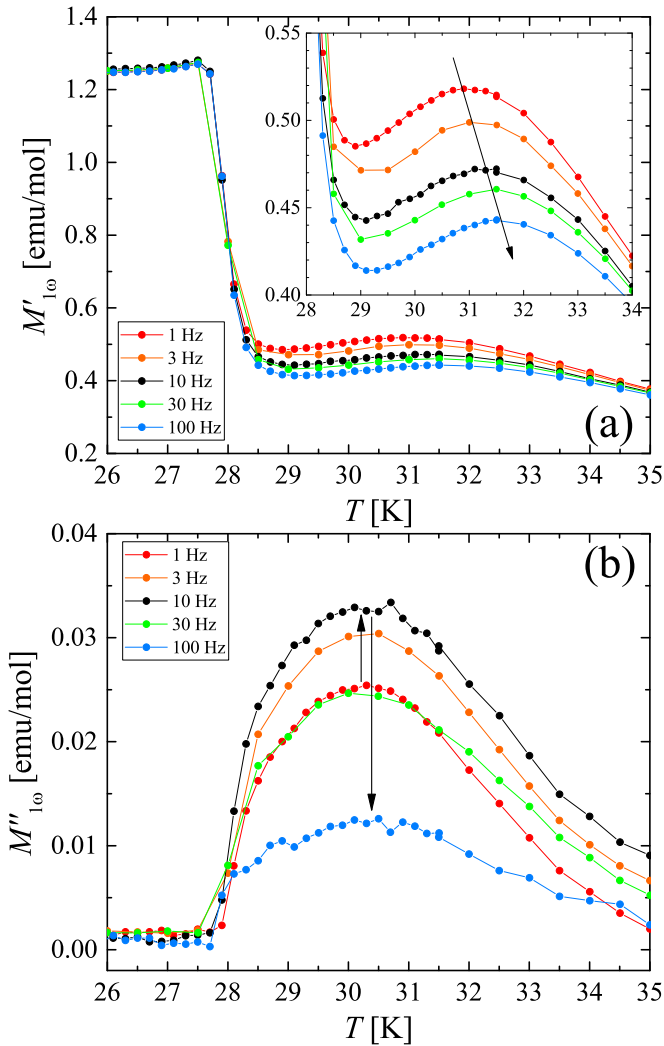 1.4
1.2
1.0
0.8
0.6
0.4
0.2
M′1ω [emu/mol]
0.50
0.45
0.40
28 29 30 31 32 33 34
1 Hz
3 Hz
10 Hz
30 Hz
100 Hz
(a)
26 27 28 29 30 31 32 33 34 35
T [K]
0.04
0.03
0.02
0.01
0.00
M″1ω [emu/mol]
1 Hz
3 Hz
10 Hz
30 Hz
100 Hz
(b)
26 27 28 29 30 31 32 33 34 35
T [K]